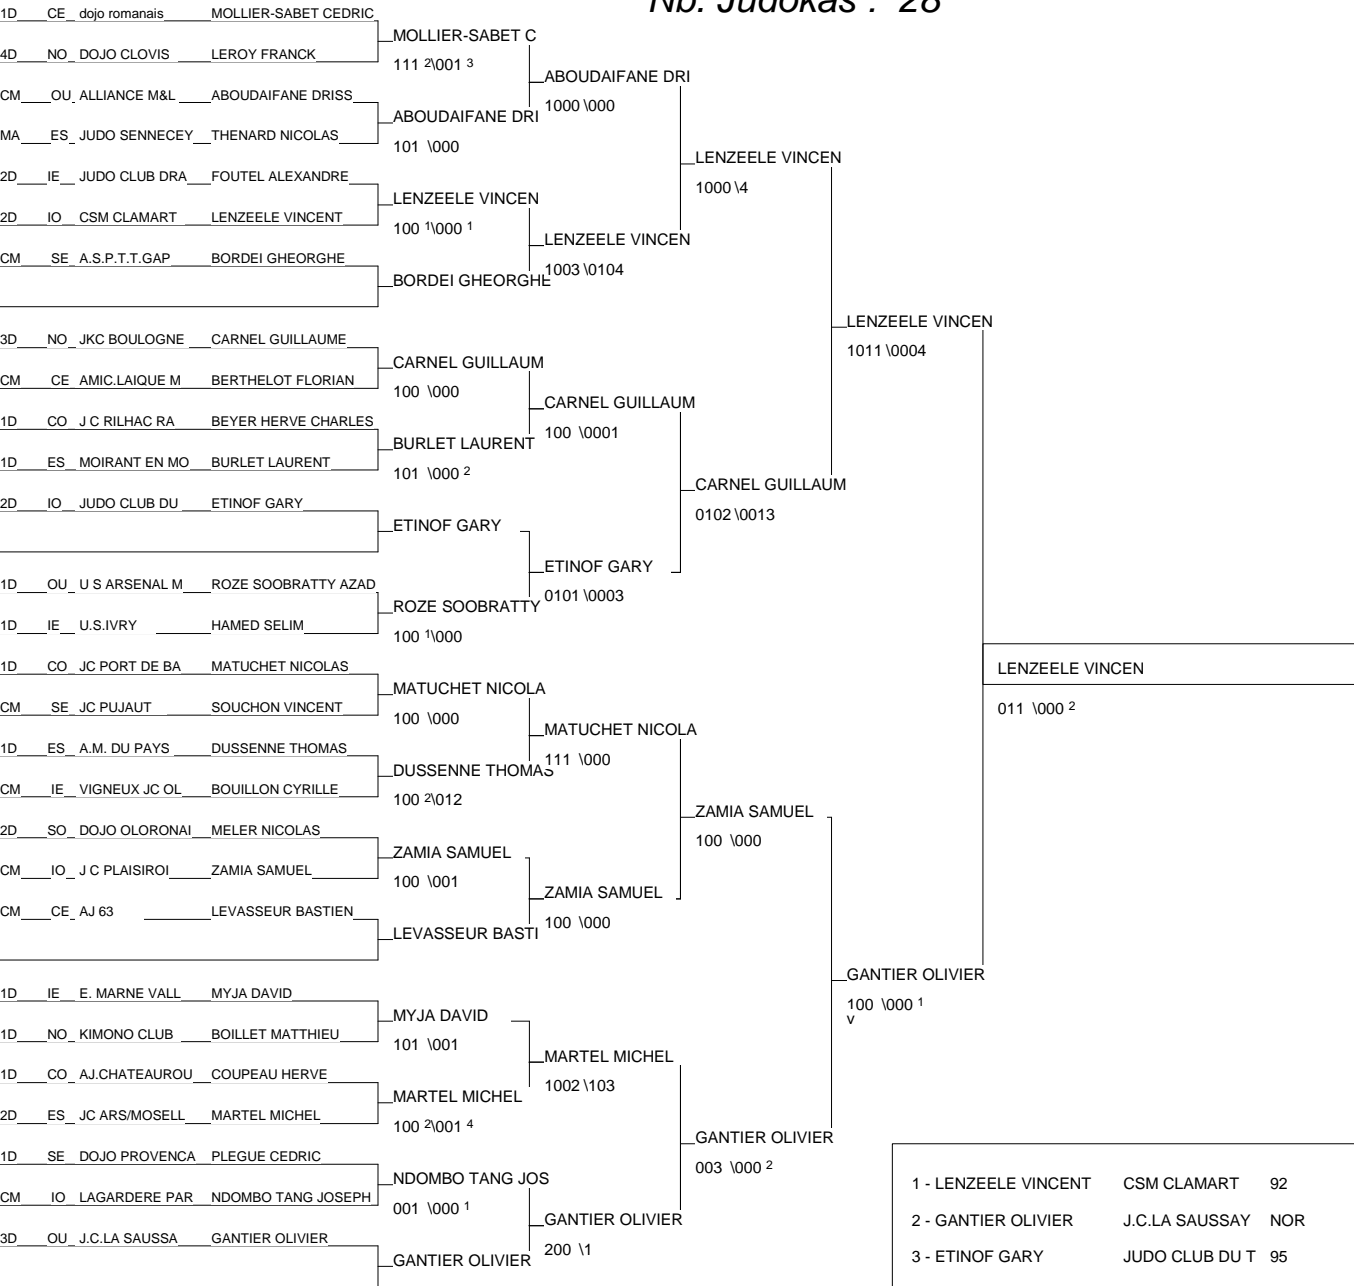 Nb. Judokas : 28
1D CE dojo romanais MOLLIER-SABET CEDRIC
MOLLIER-SABET C
4D NO DOJO CLOVIS LEROY FRANCK
111 2\001 3
ABOUDAIFANE DRI
CM OU ALLIANCE M&L ABOUDAIFANE DRISS
1000 \000
ABOUDAIFANE DRI
MA ES JUDO SENNECEY THENARD NICOLAS
101 \000
LENZEELE VINCEN
2D IE JUDO CLUB DRA FOUTEL ALEXANDRE
1000 \4
LENZEELE VINCEN
2D IO CSM CLAMART LENZEELE VINCENT
100 1\000 1
LENZEELE VINCEN
CM SE A.S.P.T.T.GAP BORDEI GHEORGHE
1003 \0104
BORDEI GHEORGHE
LENZEELE VINCEN
3D NO JKC BOULOGNE CARNEL GUILLAUME
1011 \0004
CARNEL GUILLAUM
CM CE AMIC.LAIQUE M BERTHELOT FLORIAN
100 \000
CARNEL GUILLAUM
1D CO J C RILHAC RA BEYER HERVE CHARLES
100 \0001
BURLET LAURENT
1D ES MOIRANT EN MO BURLET LAURENT
101 \000 2
CARNEL GUILLAUM
2D IO JUDO CLUB DU ETINOF GARY
0102 \0013
ETINOF GARY
ETINOF GARY
1D OU U S ARSENAL M ROZE SOOBRATTY AZAD
0101 \0003
ROZE SOOBRATTY
1D IE U.S.IVRY HAMED SELIM
100 1\000
1D CO JC PORT DE BA MATUCHET NICOLAS
LENZEELE VINCEN
MATUCHET NICOLA
CM SE JC PUJAUT SOUCHON VINCENT
011 \000 2
100 \000
MATUCHET NICOLA
1D ES A.M. DU PAYS DUSSENNE THOMAS
111 \000
DUSSENNE THOMAS
CM IE VIGNEUX JC OL BOUILLON CYRILLE
100 2\012
ZAMIA SAMUEL
2D SO DOJO OLORONAI MELER NICOLAS
100 \000
ZAMIA SAMUEL
CM IO J C PLAISIROI ZAMIA SAMUEL
100 \001
ZAMIA SAMUEL
CM CE AJ 63 LEVASSEUR BASTIEN
100 \000
LEVASSEUR BASTI
GANTIER OLIVIER
1D IE E. MARNE VALL MYJA DAVID
100 \000 1
v
MYJA DAVID
1D NO KIMONO CLUB BOILLET MATTHIEU
101 \001
MARTEL MICHEL
1D CO AJ.CHATEAUROU COUPEAU HERVE
1002 \103
MARTEL MICHEL
2D ES JC ARS/MOSELL MARTEL MICHEL
100 2\001 4
GANTIER OLIVIER
1D SE DOJO PROVENCA PLEGUE CEDRIC
003 \000 2
NDOMBO TANG JOS
CM IO LAGARDERE PAR NDOMBO TANG JOSEPH
001 \000 1
GANTIER OLIVIER
3D OU J.C.LA SAUSSA GANTIER OLIVIER
200 \1
GANTIER OLIVIER
1 - LENZEELE VINCENT CSM CLAMART 92
2 - GANTIER OLIVIER J.C.LA SAUSSAY NOR
3 - ETINOF GARY JUDO CLUB DU T 95